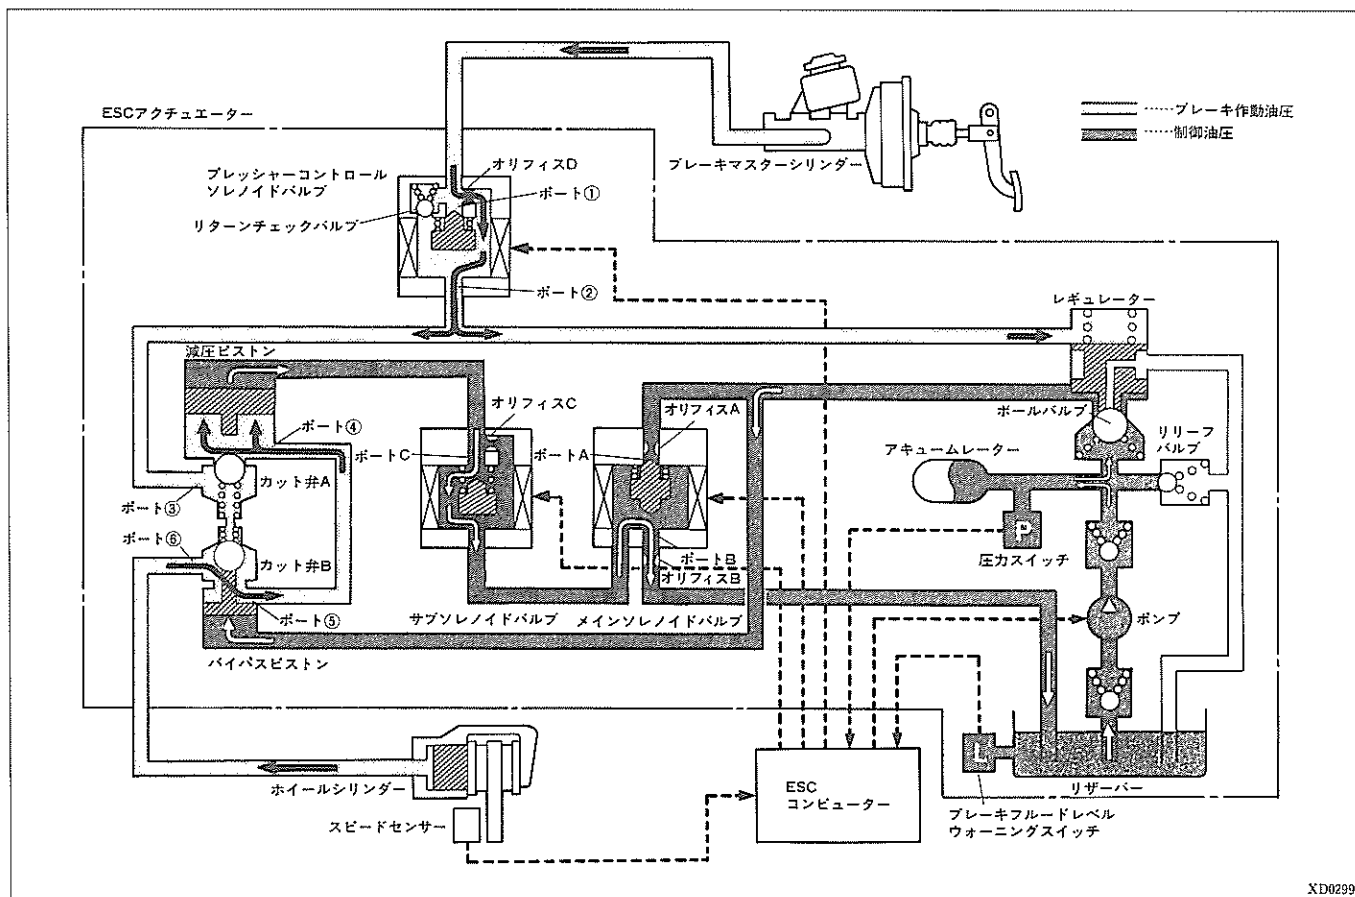 ESCアクチュエーター
プレッシャーコントロール
ソレノイドバルブ
リターンチェックバルブ
オリフィスD
ポート①
ポート②
ブレーキマスターシリンダー
……ブレーキ作動油圧
……制御油圧
レギュレーター
減圧ピストン
オリフィスC
オリフィスA
ポート④
ポートC
ポートA
ボールバルブ
リリーフ
バルブ
アキュームレーター
カット弁A
ポート③
ポート⑥
カット弁B
P
圧力スイッチ
ポートB
オリフィスB
ポート⑤
サブソレノイドバルブ
メインソレノイドバルブ
ポンプ
バイパスピストン
L
ホイールシリンダー
スピードセンサー
ESC
コンピューター
リザーバー
ブレーキフルードレベル
ウォーニングスイッチ
XD0299